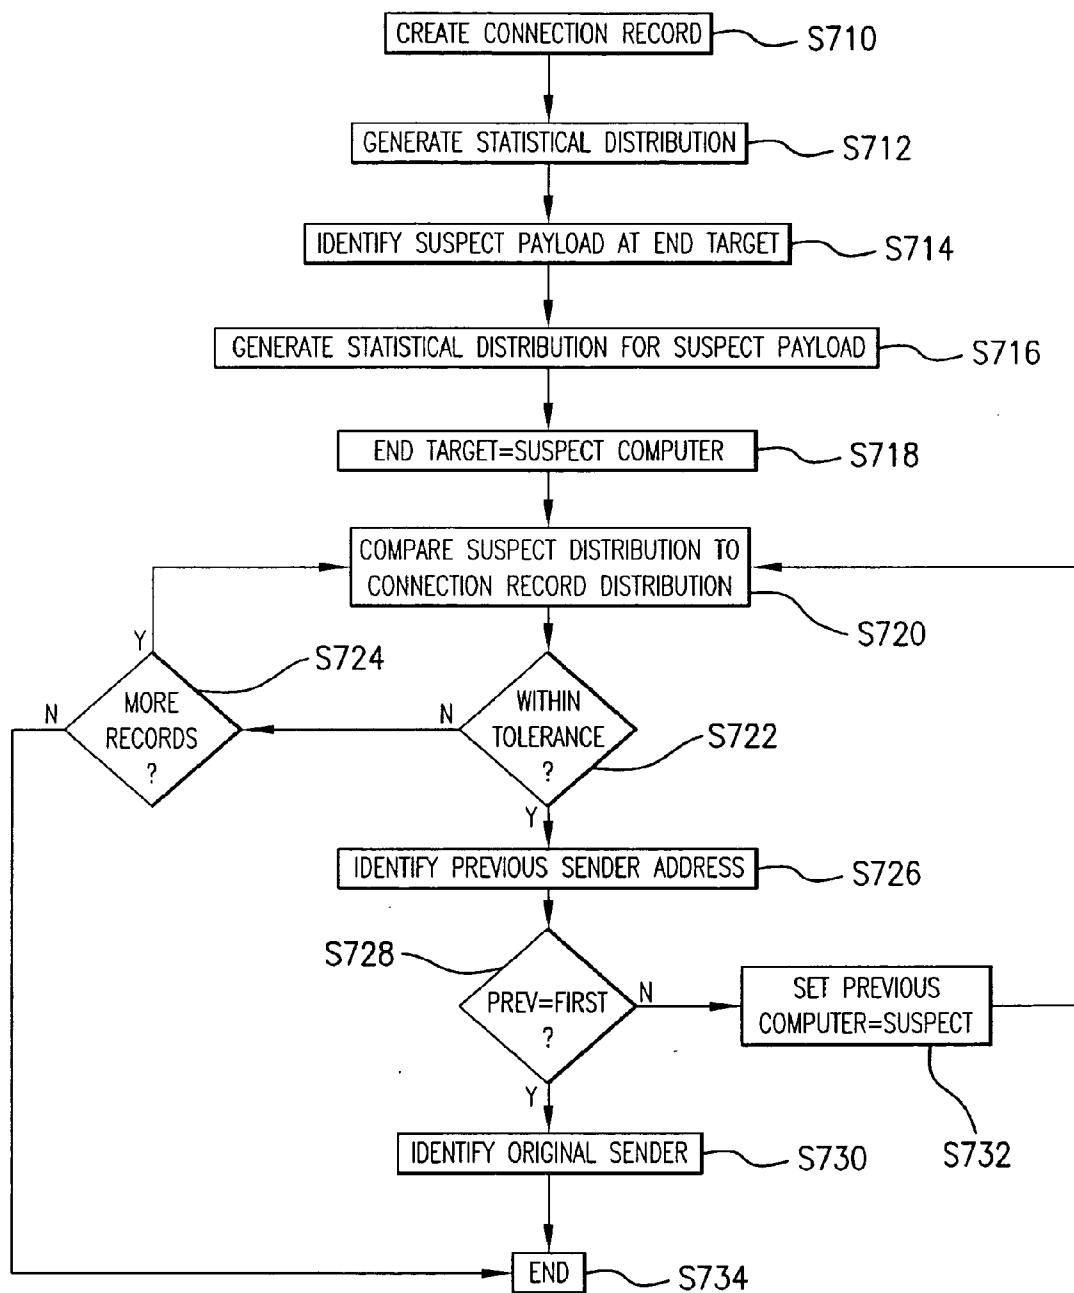 CREATE CONNECTION RECORD
S710
GENERATE STATISTICAL DISTRIBUTION
S712
IDENTIFY SUSPECT PAYLOAD AT END TARGET
S714
GENERATE STATISTICAL DISTRIBUTION FOR SUSPECT PAYLOAD
S716
END TARGET=SUSPECT COMPUTER
S718
COMPARE SUSPECT DISTRIBUTION TO
CONNECTION RECORD DISTRIBUTION
S720
Y
S724
N
MORE
RECORDS
?
N
WITHIN
TOLERANCE
?
S722
Y
IDENTIFY PREVIOUS SENDER ADDRESS
S726
S728
PREV=FIRST
?
N
SET PREVIOUS
COMPUTER=SUSPECT
S732
Y
IDENTIFY ORIGINAL SENDER
S730
END
S734